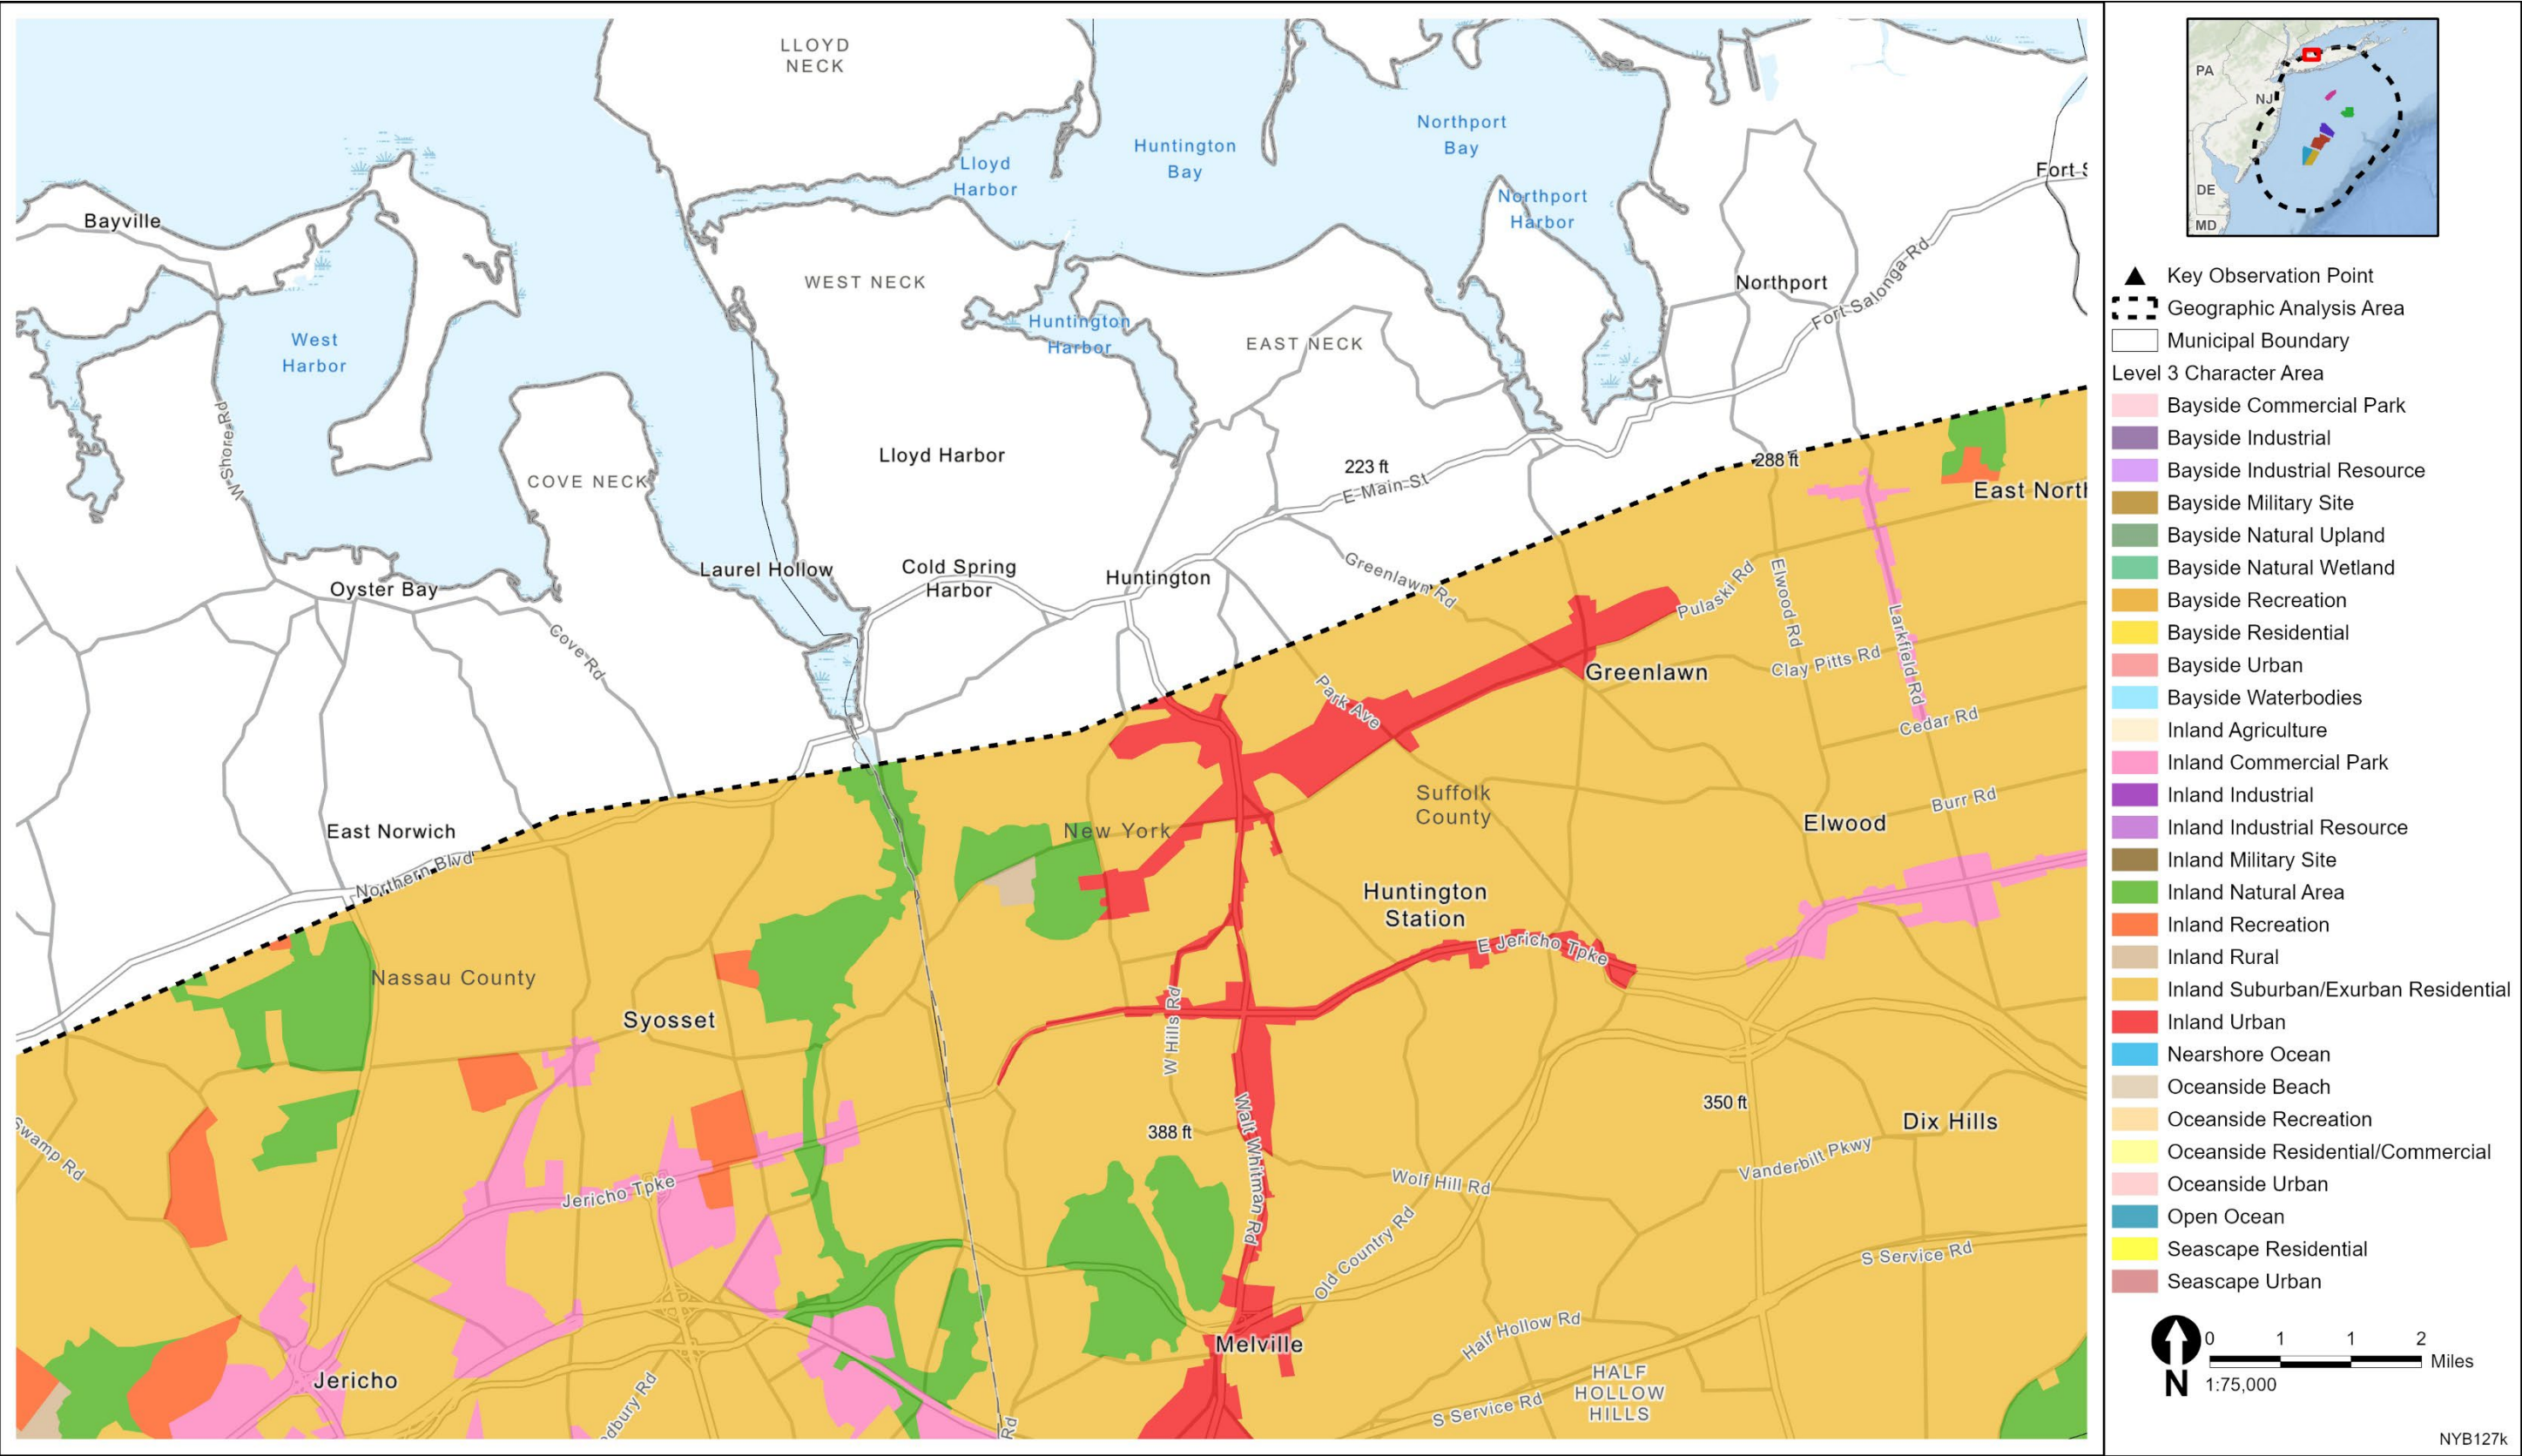 LLOYD
NECK
Lloyd
Harbor
Huntington
Bay
Northport
Bay
Northport
Harbor
Fort S
Bayville
WEST NECK
Northport
Fort Salonga Rd
West
Harbor
Huntington
Harbor
EAST NECK
W Shore Rd
COVE NECK
Lloyd Harbor
223 ft
E Main St
288 ft
East North
Oyster Bay
Laurel Hollow
Cold Spring
Harbor
Huntington
Greenlawn Rd
Pulaski Rd
Elwood Rd
Larkfield Rd
Cove Rd
Park Ave
Greenlawn
Clay Pitts Rd
Cedar Rd
East Norwich
Northern Blvd
New York
Suffolk
County
Elwood
Burr Rd
Huntington
Station
E Jericho Tpke
Nassau County
Syosset
W Hills Rd
Swamp Rd
388 ft
350 ft
Dix Hills
Walt Whitman Rd
Jericho Tpke
Wolf Hill Rd
Vanderbilt Pkwy
Old Country Rd
S Service Rd
Melville
Half Hollow Rd
HALF
HOLLOW
HILLS
Jericho
dbury Rd
Rd
S Service Rd
PA
NJ
DE
MD
Key Observation Point
Geographic Analysis Area
Municipal Boundary
Level 3 Character Area
Bayside Commercial Park
Bayside Industrial
Bayside Industrial Resource
Bayside Military Site
Bayside Natural Upland
Bayside Natural Wetland
Bayside Recreation
Bayside Residential
Bayside Urban
Bayside Waterbodies
Inland Agriculture
Inland Commercial Park
Inland Industrial
Inland Industrial Resource
Inland Military Site
Inland Natural Area
Inland Recreation
Inland Rural
Inland Suburban/Exurban Residential
Inland Urban
Nearshore Ocean
Oceanside Beach
Oceanside Recreation
Oceanside Residential/Commercial
Oceanside Urban
Open Ocean
Seascape Residential
Seascape Urban
N
0 1 1 2
Miles
1:75,000
NYB127k